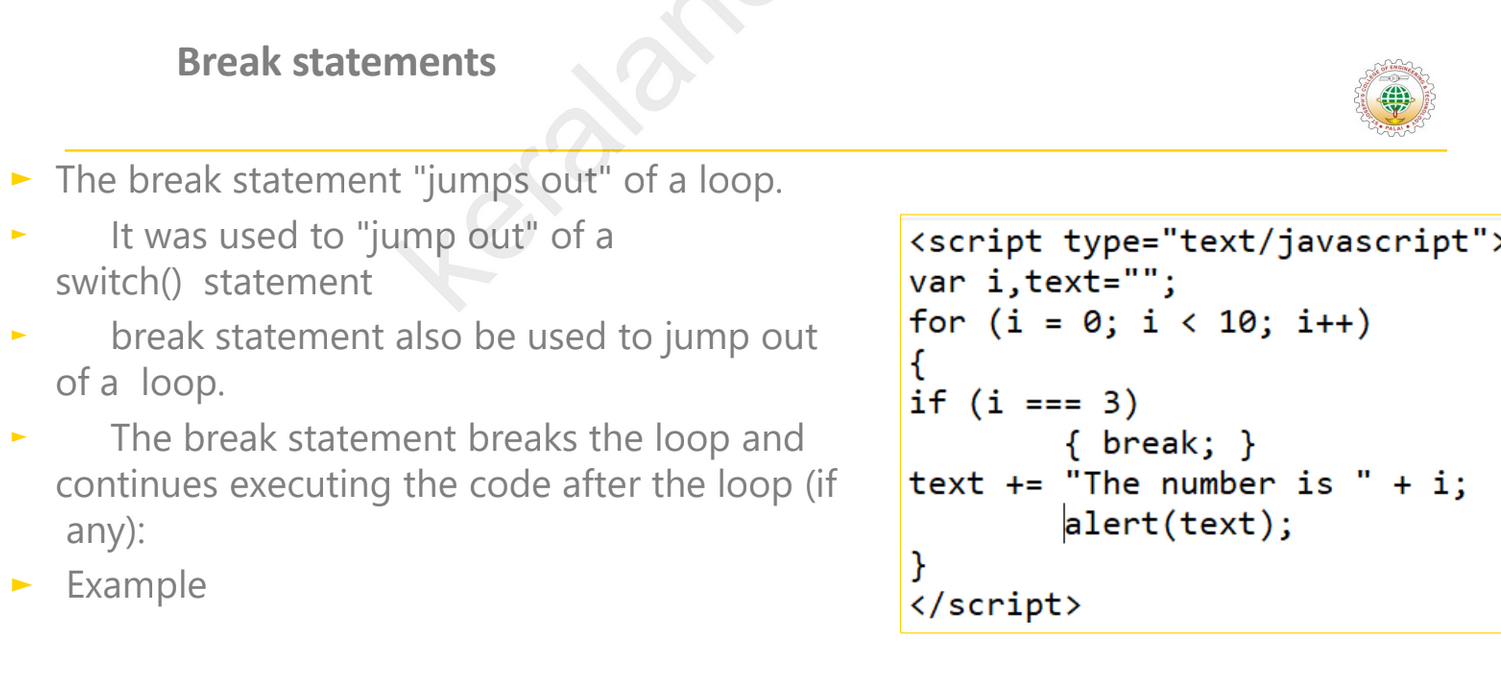 Break statements
► The break statement "jumps out" of a loop.
► It was used to "jump out" of a
switch() statement
► break statement also be used to jump out
of a loop.
► The break statement breaks the loop and
continues executing the code after the loop (if
any):
► Example
<script type="text/javascript">
var i,text="";
for (i = 0; i < 10; i++)
{
if (i === 3)
{ break; }
text += "The number is " + i;
alert(text);
}
</script>